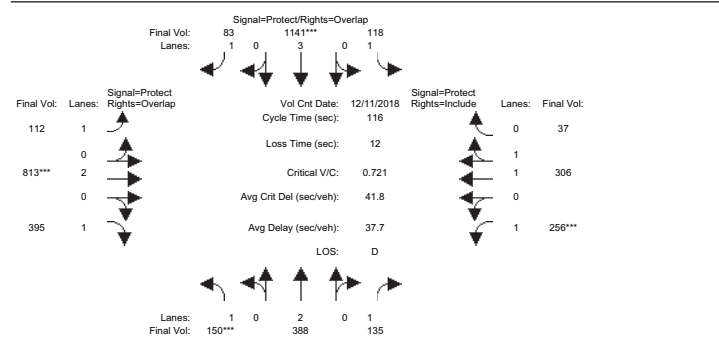 Signal=Protect/Rights=Overlap
Final Vol: 83 1141*** 118
Lanes: 1 0 3 0 1
Signal=Protect
Final Vol: Lanes: Rights=Overlap
Vol Cnt Date: 12/11/2018
Signal=Protect
Rights=Include Lanes: Final Vol:
Cycle Time (sec): 116
112 1
0 37
Loss Time (sec): 12
0
1
813*** 2
Critical V/C: 0.721
1 306
0
Avg Crit Del (sec/veh): 41.8
0
395 1
Avg Delay (sec/veh): 37.7
1 256***
LOS: D
Lanes: 1 0 2 0 1
Final Vol: 150*** 388 135